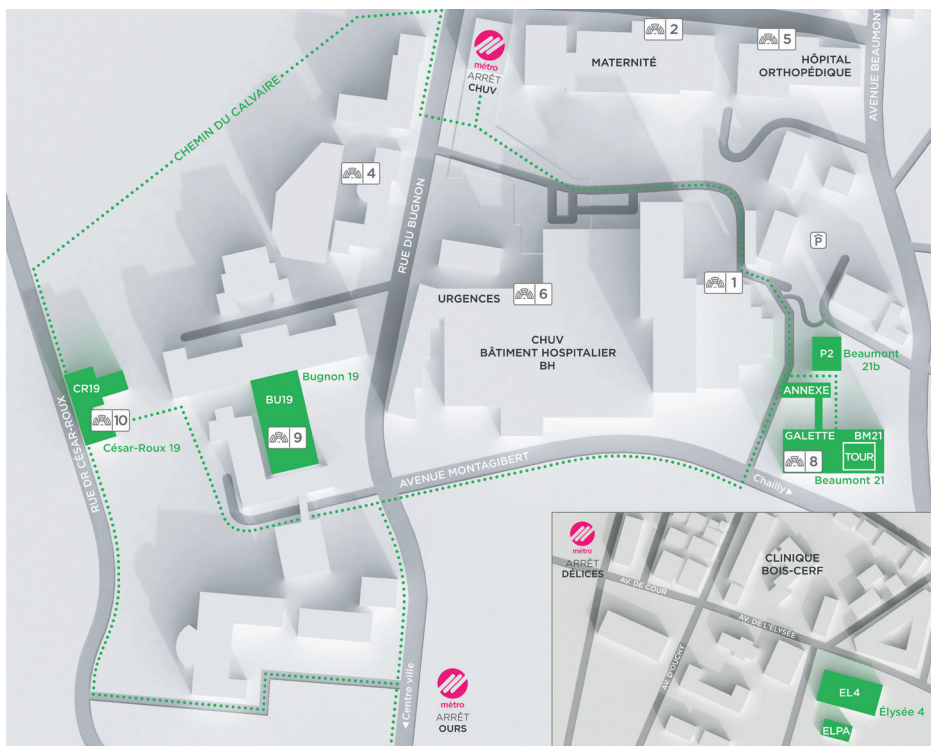 2
5
métro
ARRÊT
CHUV
MATERNITÉ
HÔPITAL
ORTHOPÉDIQUE
AVENUE BEAUMONT
CHEMIN DU CALVAIRE
4
RUE DU BUGNON
P
1
URGENCES
6
CHUV
BÂTIMENT HOSPITALIER
BH
P2
Beaumont
21b
Bugnon 19
CR19
BU19
ANNEXE
10
César-Roux 19
9
GALETTE
BM21
TOUR
8
Beaumont 21
RUE DR CÉSAR-ROUX
AVENUE MONTAGIBERT
Chailly
métro
ARRÊT
DÉLICES
CLINIQUE
BOIS-CERF
AV. DE COUR
AV. DE L'ÉLYSÉE
AV. D'OUCHY
EL4
Élysée 4
ELPA
métro
ARRÊT
OURS
Centre ville